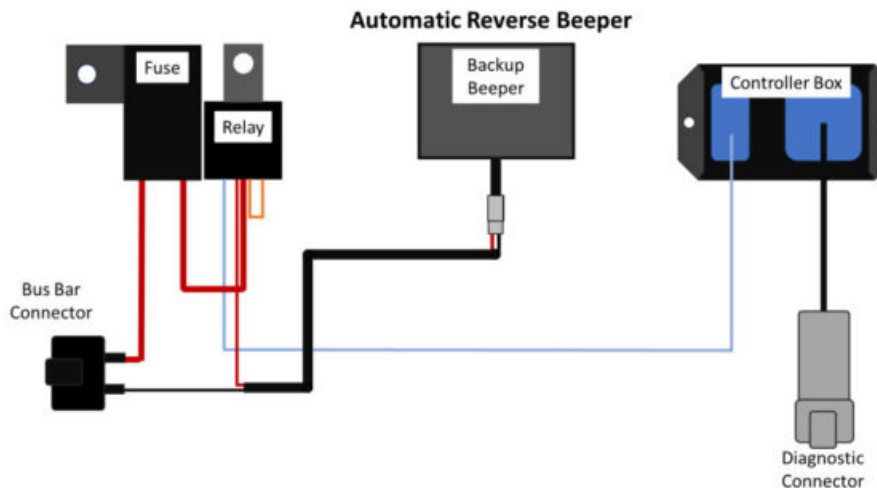 Automatic Reverse Beeper
Fuse
Relay
Backup
Beeper
Controller Box
Bus Bar
Connector
Diagnostic
Connector